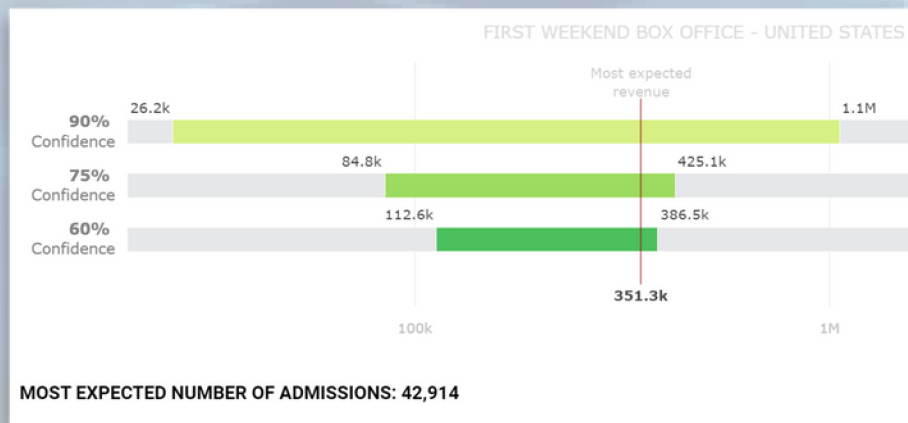 FIRST WEEKEND BOX OFFICE - UNITED STATES
Most expected
revenue
26.2k
1.1M
90%
Confidence
84.8k
425.1k
75%
Confidence
112.6k
386.5k
60%
Confidence
351.3k
100k
1M
MOST EXPECTED NUMBER OF ADMISSIONS: 42,914